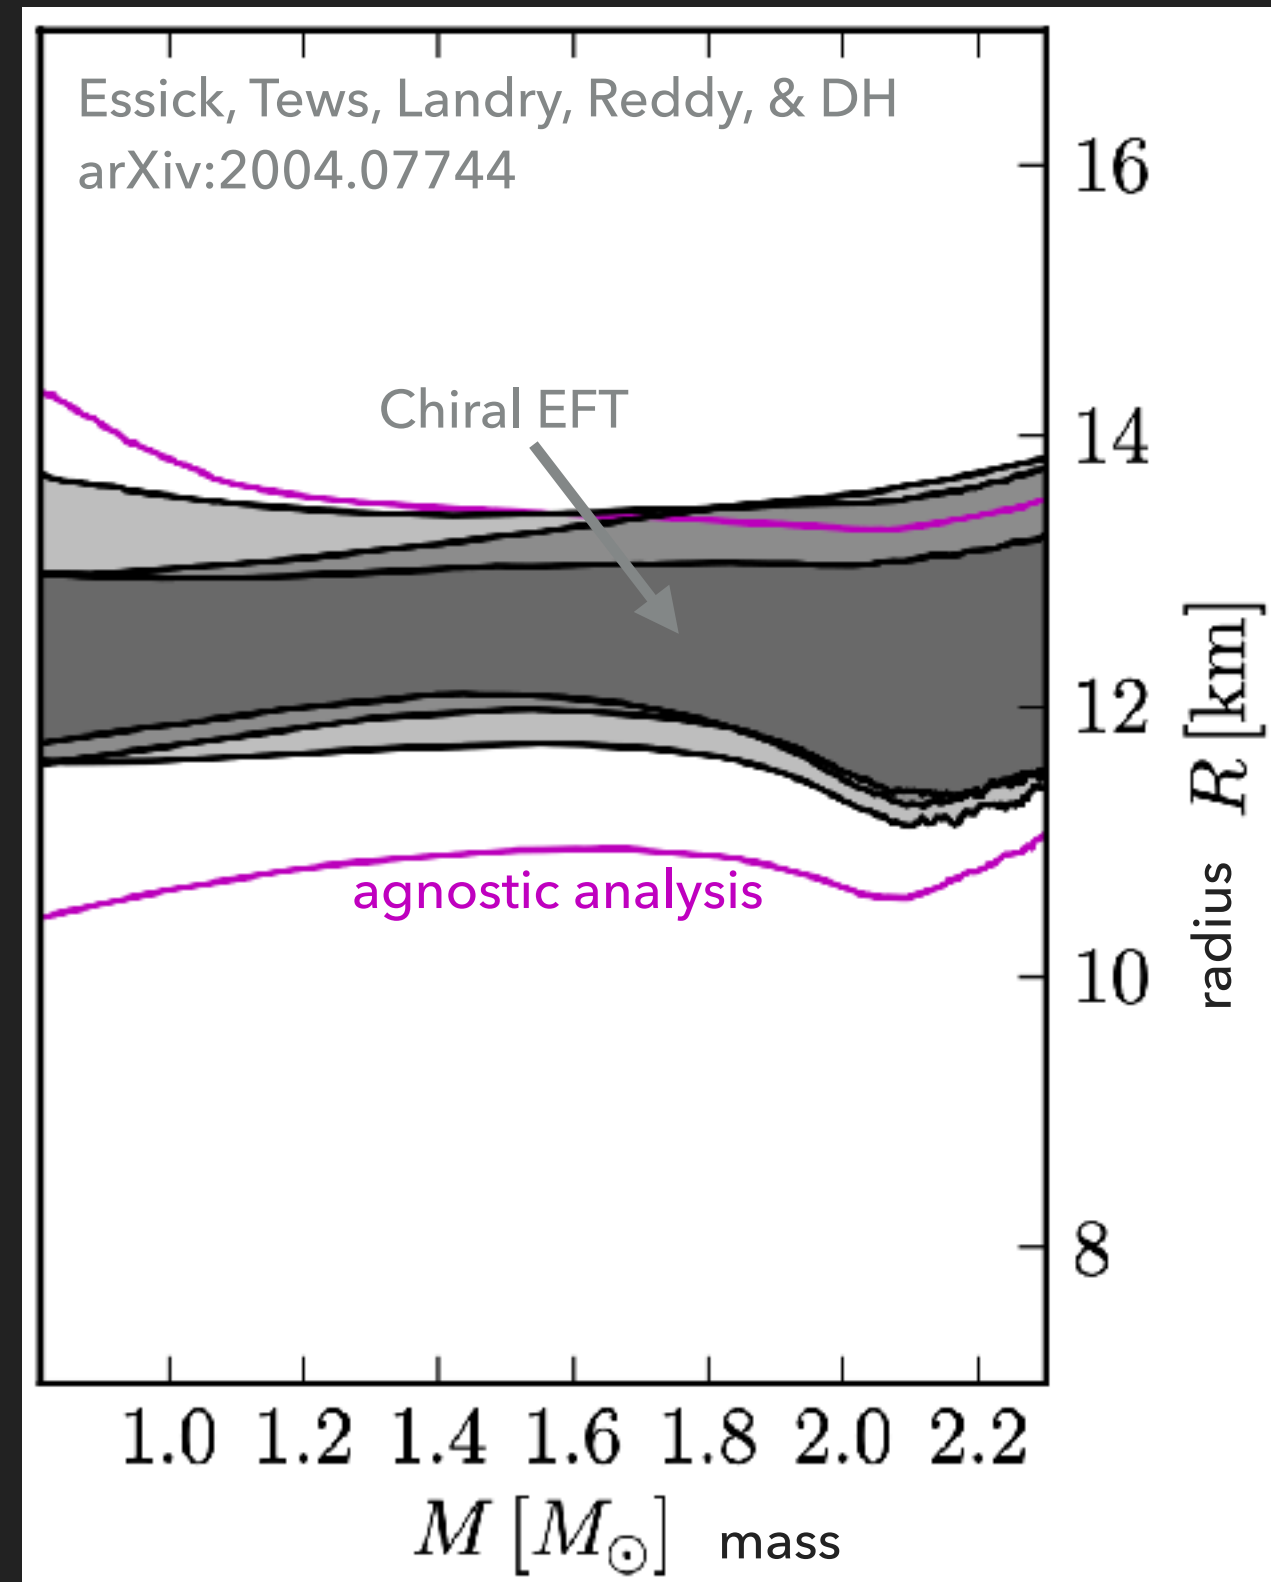 Essick, Tews, Landry, Reddy, & DH
arXiv:2004.07744
16
Chiral EFT
14
12
agnostic analysis
10
8
radius R [km]
1.0 1.2 1.4 1.6 1.8 2.0 2.2
M [M⊙] mass